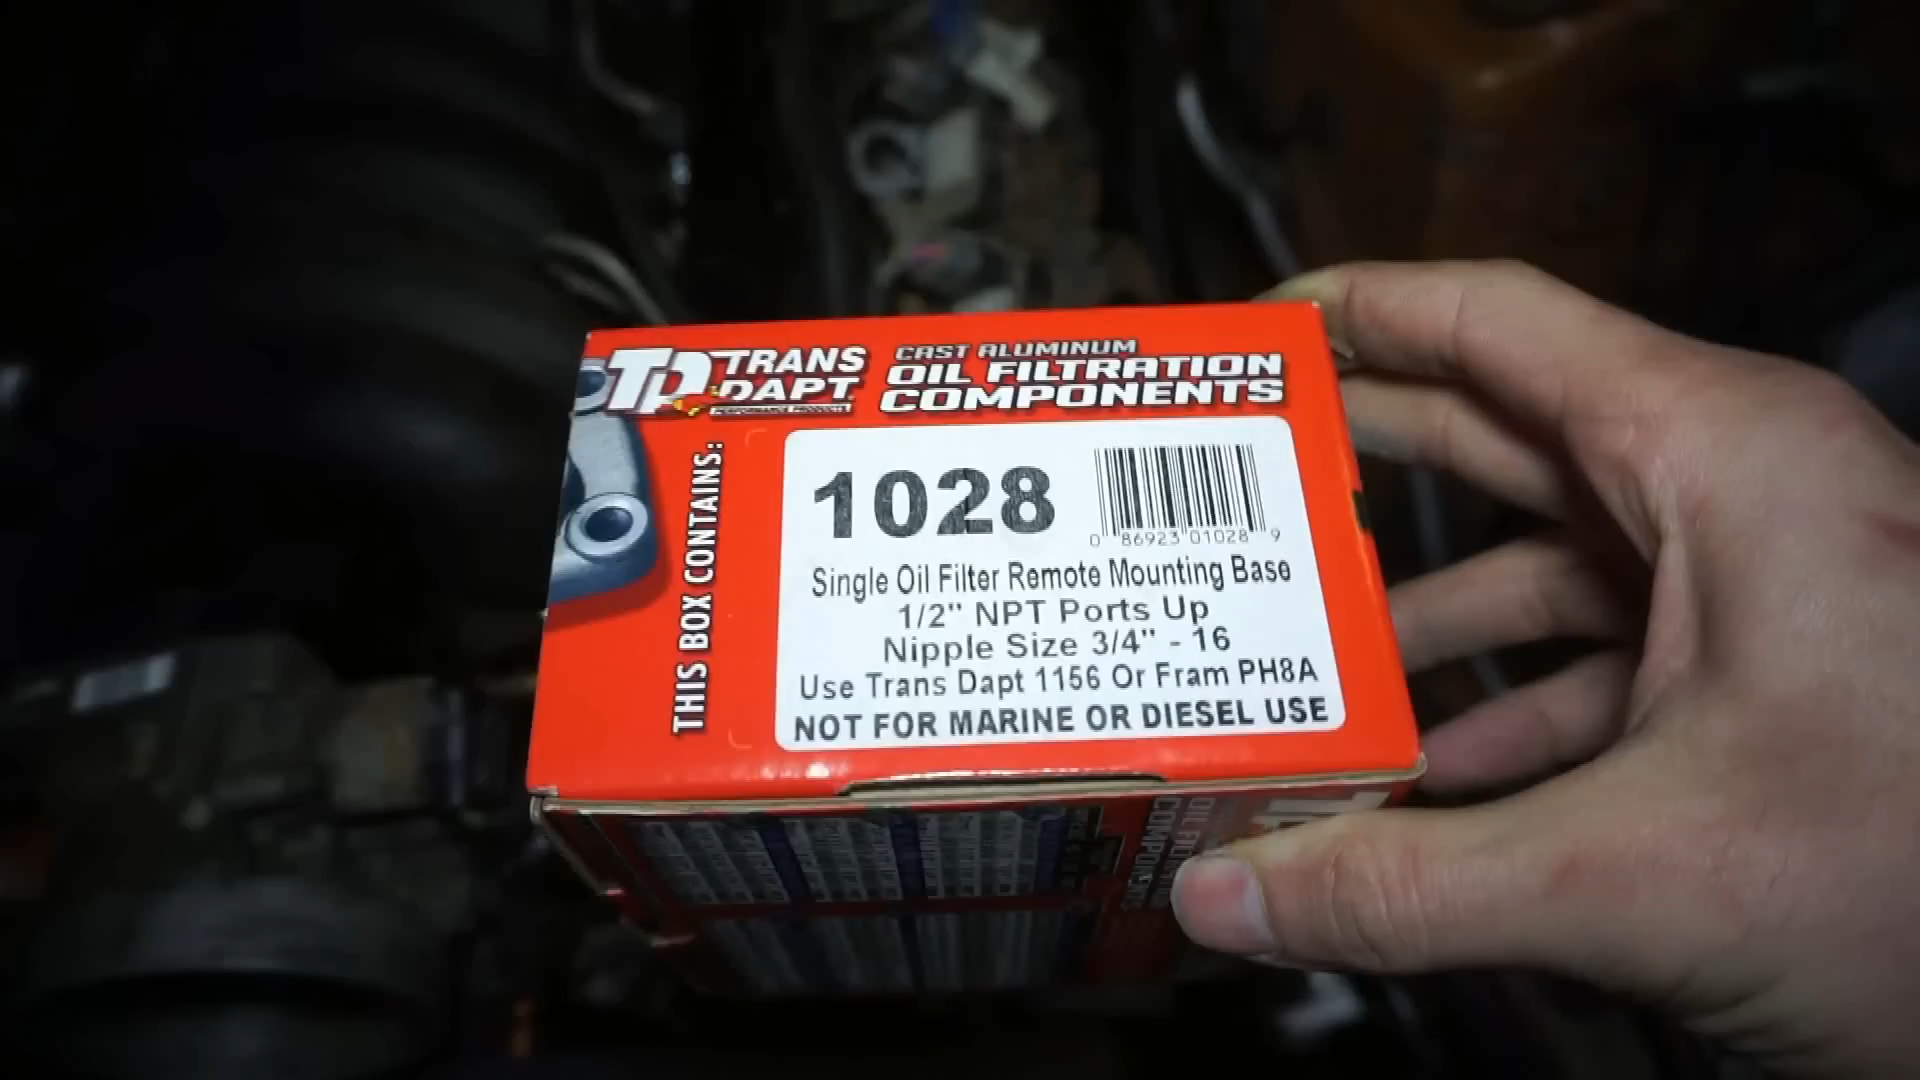 TRANS
DAPT
PERFORMANCE PRODUCTS
CAST ALUMINUM
OIL FILTRATION
COMPONENTS
THIS BOX CONTAINS:
1028
0 86923 01028 9
Single Oil Filter Remote Mounting Base
1/2" NPT Ports Up
Nipple Size 3/4" - 16
Use Trans Dapt 1156 Or Fram PH8A
NOT FOR MARINE OR DIESEL USE